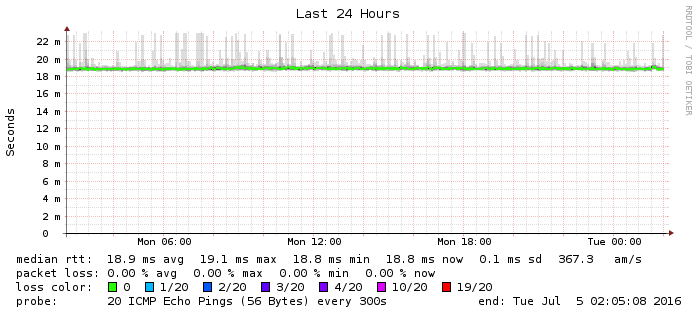 Last 24 Hours
RRDTOOL / TOBI OETIKER
Seconds
22 m
20 m
18 m
16 m
14 m
12 m
10 m
8 m
6 m
4 m
2 m
0
Mon 06:00 Mon 12:00 Mon 18:00 Tue 00:00
median rtt: 18.9 ms avg 19.1 ms max 18.8 ms min 18.8 ms now 0.1 ms sd 367.3 am/s
packet loss: 0.00 % avg 0.00 % max 0.00 % min 0.00 % now
loss color: 0 1/20 2/20 3/20 4/20 10/20 19/20
probe: 20 ICMP Echo Pings (56 Bytes) every 300s end: Tue Jul 5 02:05:08 2016